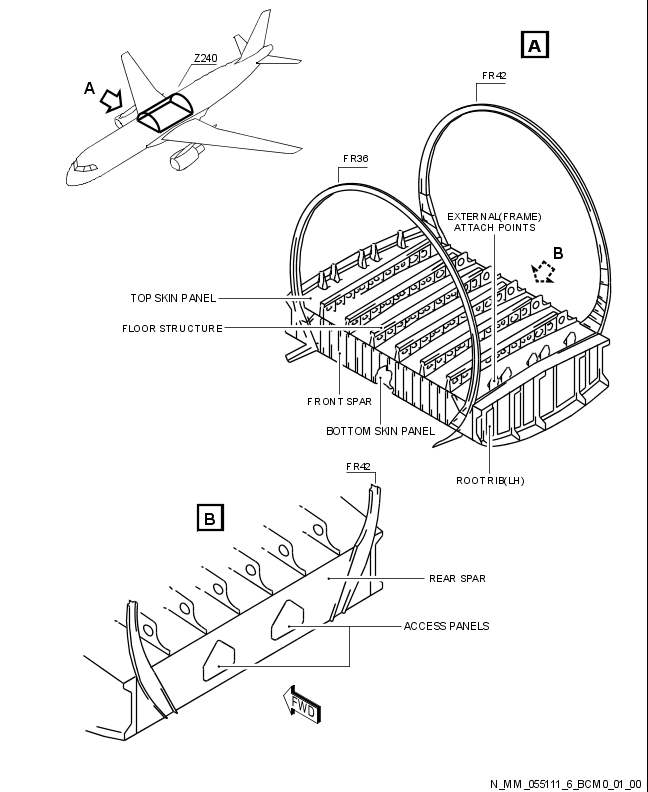 A
Z240
A
FR42
FR36
EXTERNAL(FRAME)
ATTACH POINTS
B
TOP SKIN PANEL
FLOOR STRUCTURE
FRONT SPAR
BOTTOM SKIN PANEL
ROOT RIB(LH)
FR42
B
REAR SPAR
ACCESS PANELS
FWD
N_MM_055111_6_BCM0_01_00